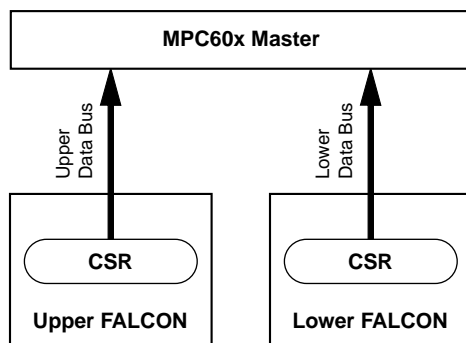 MPC60x Master
Upper
Data Bus
Lower
Data Bus
CSR
CSR
Upper FALCON
Lower FALCON